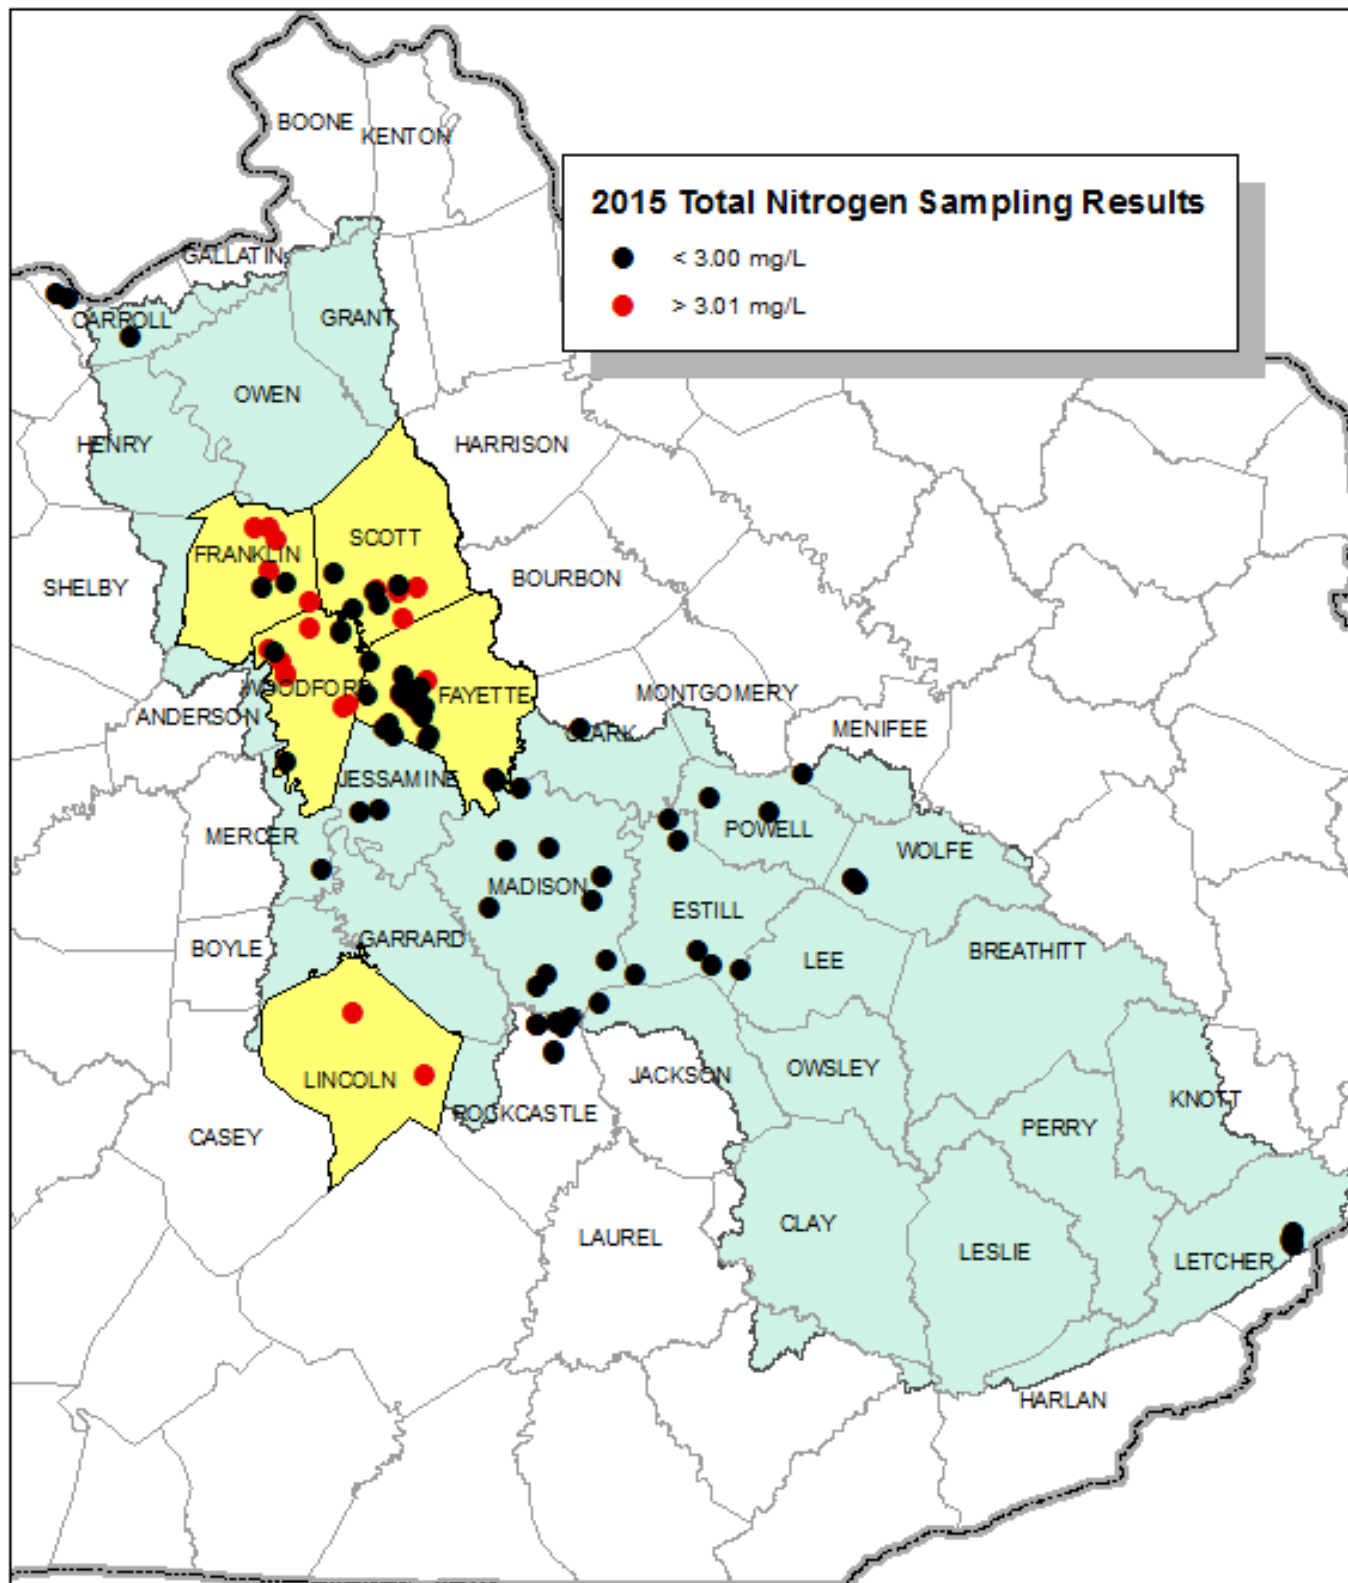 BOONE
KENTON
2015 Total Nitrogen Sampling Results
< 3.00 mg/L
> 3.01 mg/L
GALLATIN
CARROLL
GRANT
OWEN
HENRY
HARRISON
SCOTT
FRANKLIN
SHELBY
BOURBON
WOODFORD
FAYETTE
MONTGOMERY
ANDERSON
MENIFEE
CLARK
JESSAMINE
MERCER
POWELL
WOLFE
MADISON
ESTILL
GARRARD
BOYLE
LEE
BREATHITT
OWSLEY
JACKSON
LINCOLN
KNOTT
ROCKCASTLE
PERRY
CASEY
CLAY
LAUREL
LESLIE
LETCHER
HARLAN